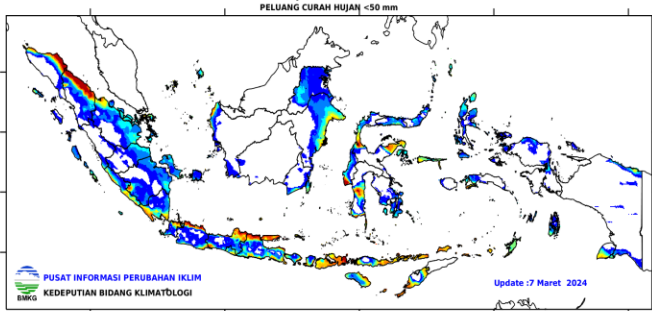 PELUANG CURAH HUJAN <50 mm
PUSAT INFORMASI PERUBAHAN IKLIM
KEDEPUTIAN BIDANG KLIMATOLOGI
BMKG
Update :7 Maret 2024